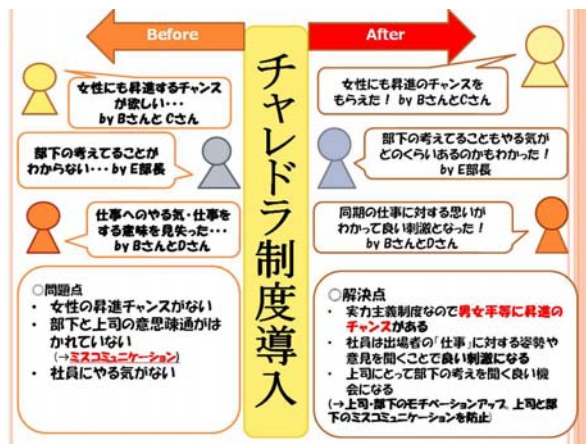 Before
After
チャレドラ制度導入
女性にも昇進するチャンス
が欲しい・・・
by BさんとCさん
部下の考えてることが
わからない・・・by E部長
仕事へのやる気・仕事を
する意味を見失った・・・
by BさんとDさん
○問題点
・ 女性の昇進チャンスがない
・ 部下と上司の意思疎通がは
かれていない
(→ミスコミュニケーション)
・ 社員にやる気がない
女性にも昇進のチャンスを
もらえた! by BさんとCさん
部下の考えてることもやる気が
どのくらいあるのかもわかった!
by E部長
同期の仕事に対する思いが
わかって良い刺激となった!
by BさんとDさん
○解決点
・ 実力主義制度なので男女平等に昇進の
チャンスがある
・ 社員は出場者の「仕事」に対する姿勢や
意見を聞くことで良い刺激になる
・ 上司にとって部下の考えを聞く良い機
会になる
(→上司・部下のモチベーションアップ、上司と部
下のミスコミュニケーションを防止)